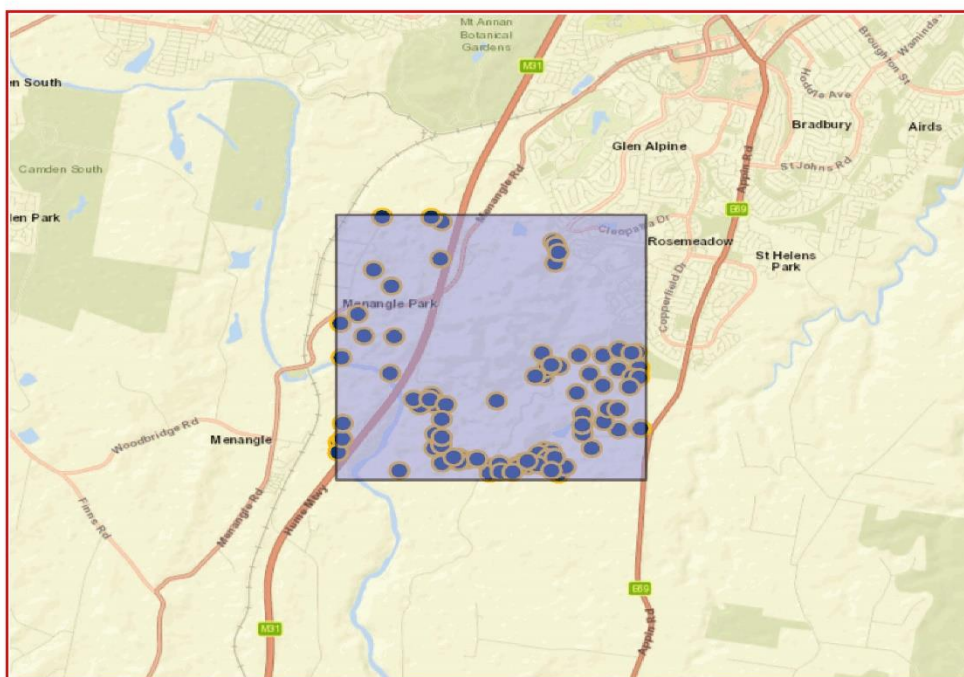 Mt Annan
Botanical
Gardens
M31
Broughton St
en South
Hoddle Ave
Bradbury
Airds
Glen Alpine
Camden South
Appin Rd
St Johns Rd
Menangle Rd
en Park
E69
Cleopatra Dr
Rosemeadow
St Helens
Park
Copperfield Dr
Menangle Park
Woodbridge Rd
Menangle
Menangle Rd
Hume Mwy
Finns Rd
E69
M31
Appin Rd